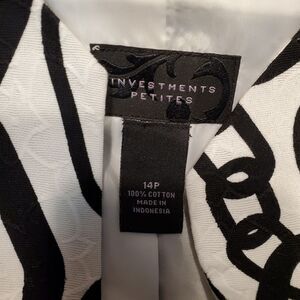 INVESTMENTS
PETITES
14P
100% COTTON
MADE IN
INDONESIA